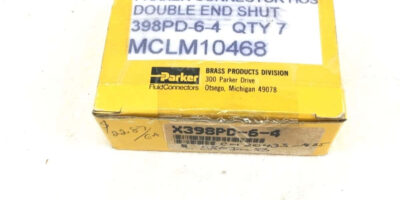 DOUBLE END SHUT
398PD-6-4 QTY 7
MCLM10468
Parker
FluidConnectors
BRASS PRODUCTS DIVISION
300 Parker Drive
Otsego, Michigan 49078
X398PD-6-4